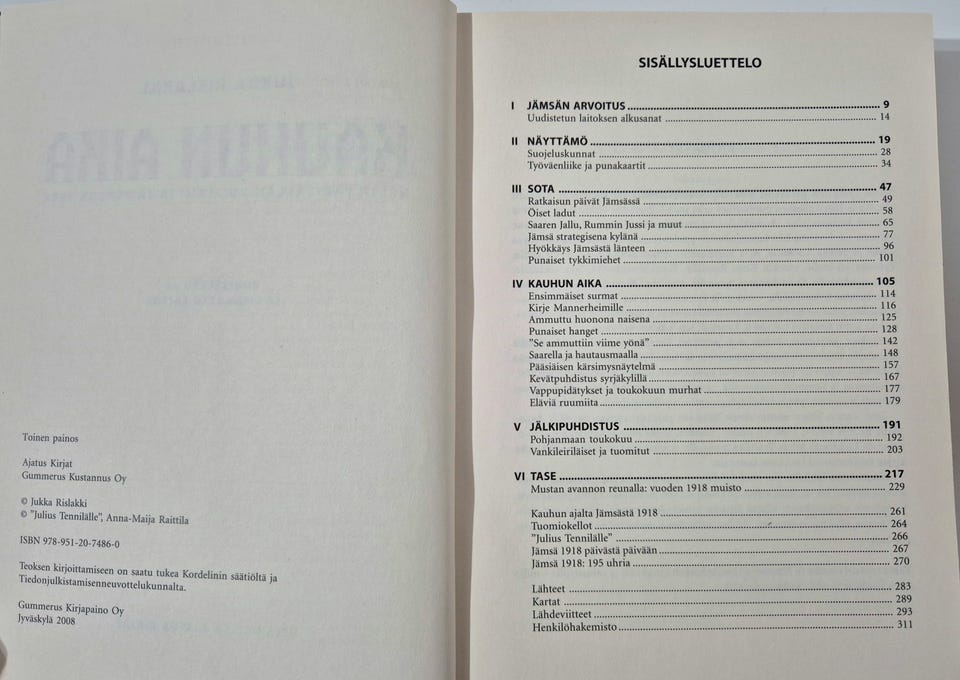 Toinen painos
Ajatus Kirjat
Gummerus Kustannus Oy
© Jukka Rislakki
© ”Julius Tennilälle”, Anna-Maija Raittila
ISBN 978-951-20-7486-0
Teoksen kirjoittamiseen on saatu tukea Kordelinin säätiöltä ja
Tiedonjulkistamisenneuvottelukunnalta.
Gummerus Kirjapaino Oy
Jyväskylä 2008
SISÄLLYSLUETTELO
I JÄMSÄN ARVOITUS ... 9
Uudistetun laitoksen alkusanat ... 14
II NÄYTTÄMÖ ... 19
Suojeluskunnat ... 28
Työväenliike ja punakaartit ... 34
III SOTA ... 47
Ratkaisun päivät Jämsässä ... 49
Öiset ladut ... 58
Saaren Jallu, Rummin Jussi ja muut ... 65
Jämsä strategisena kylänä ... 77
Hyökkäys Jämsästä länteen ... 96
Punaiset tykkimiehet ... 101
IV KAUHUN AIKA ... 105
Ensimmäiset surmat ... 114
Kirje Mannerheimille ... 116
Ammuttu huonona naisena ... 125
Punaiset hanget ... 128
”Se ammuttiin viime yönä” ... 142
Saarella ja hautausmaalla ... 148
Pääsiäisen kärsimysnäytelmä ... 157
Kevätpuhdistus syrjäkylillä ... 167
Vappupidätykset ja toukokuun murhat ... 177
Eläviä ruumiita ... 179
V JÄLKIPUHDISTUS ... 191
Pohjanmaan toukokuu ... 192
Vankileiriläiset ja tuomitut ... 203
VI TASE ... 217
Mustan avannon reunalla: vuoden 1918 muisto ... 229
Kauhun ajalta Jämsästä 1918 ... 261
Tuomiokellot ... 264
”Julius Tennilälle” ... 266
Jämsä 1918 päivästä päivään ... 267
Jämsä 1918: 195 uhria ... 270
Lähteet ... 283
Kartat ... 289
Lähdeviitteet ... 293
Henkilöhakemisto ... 311